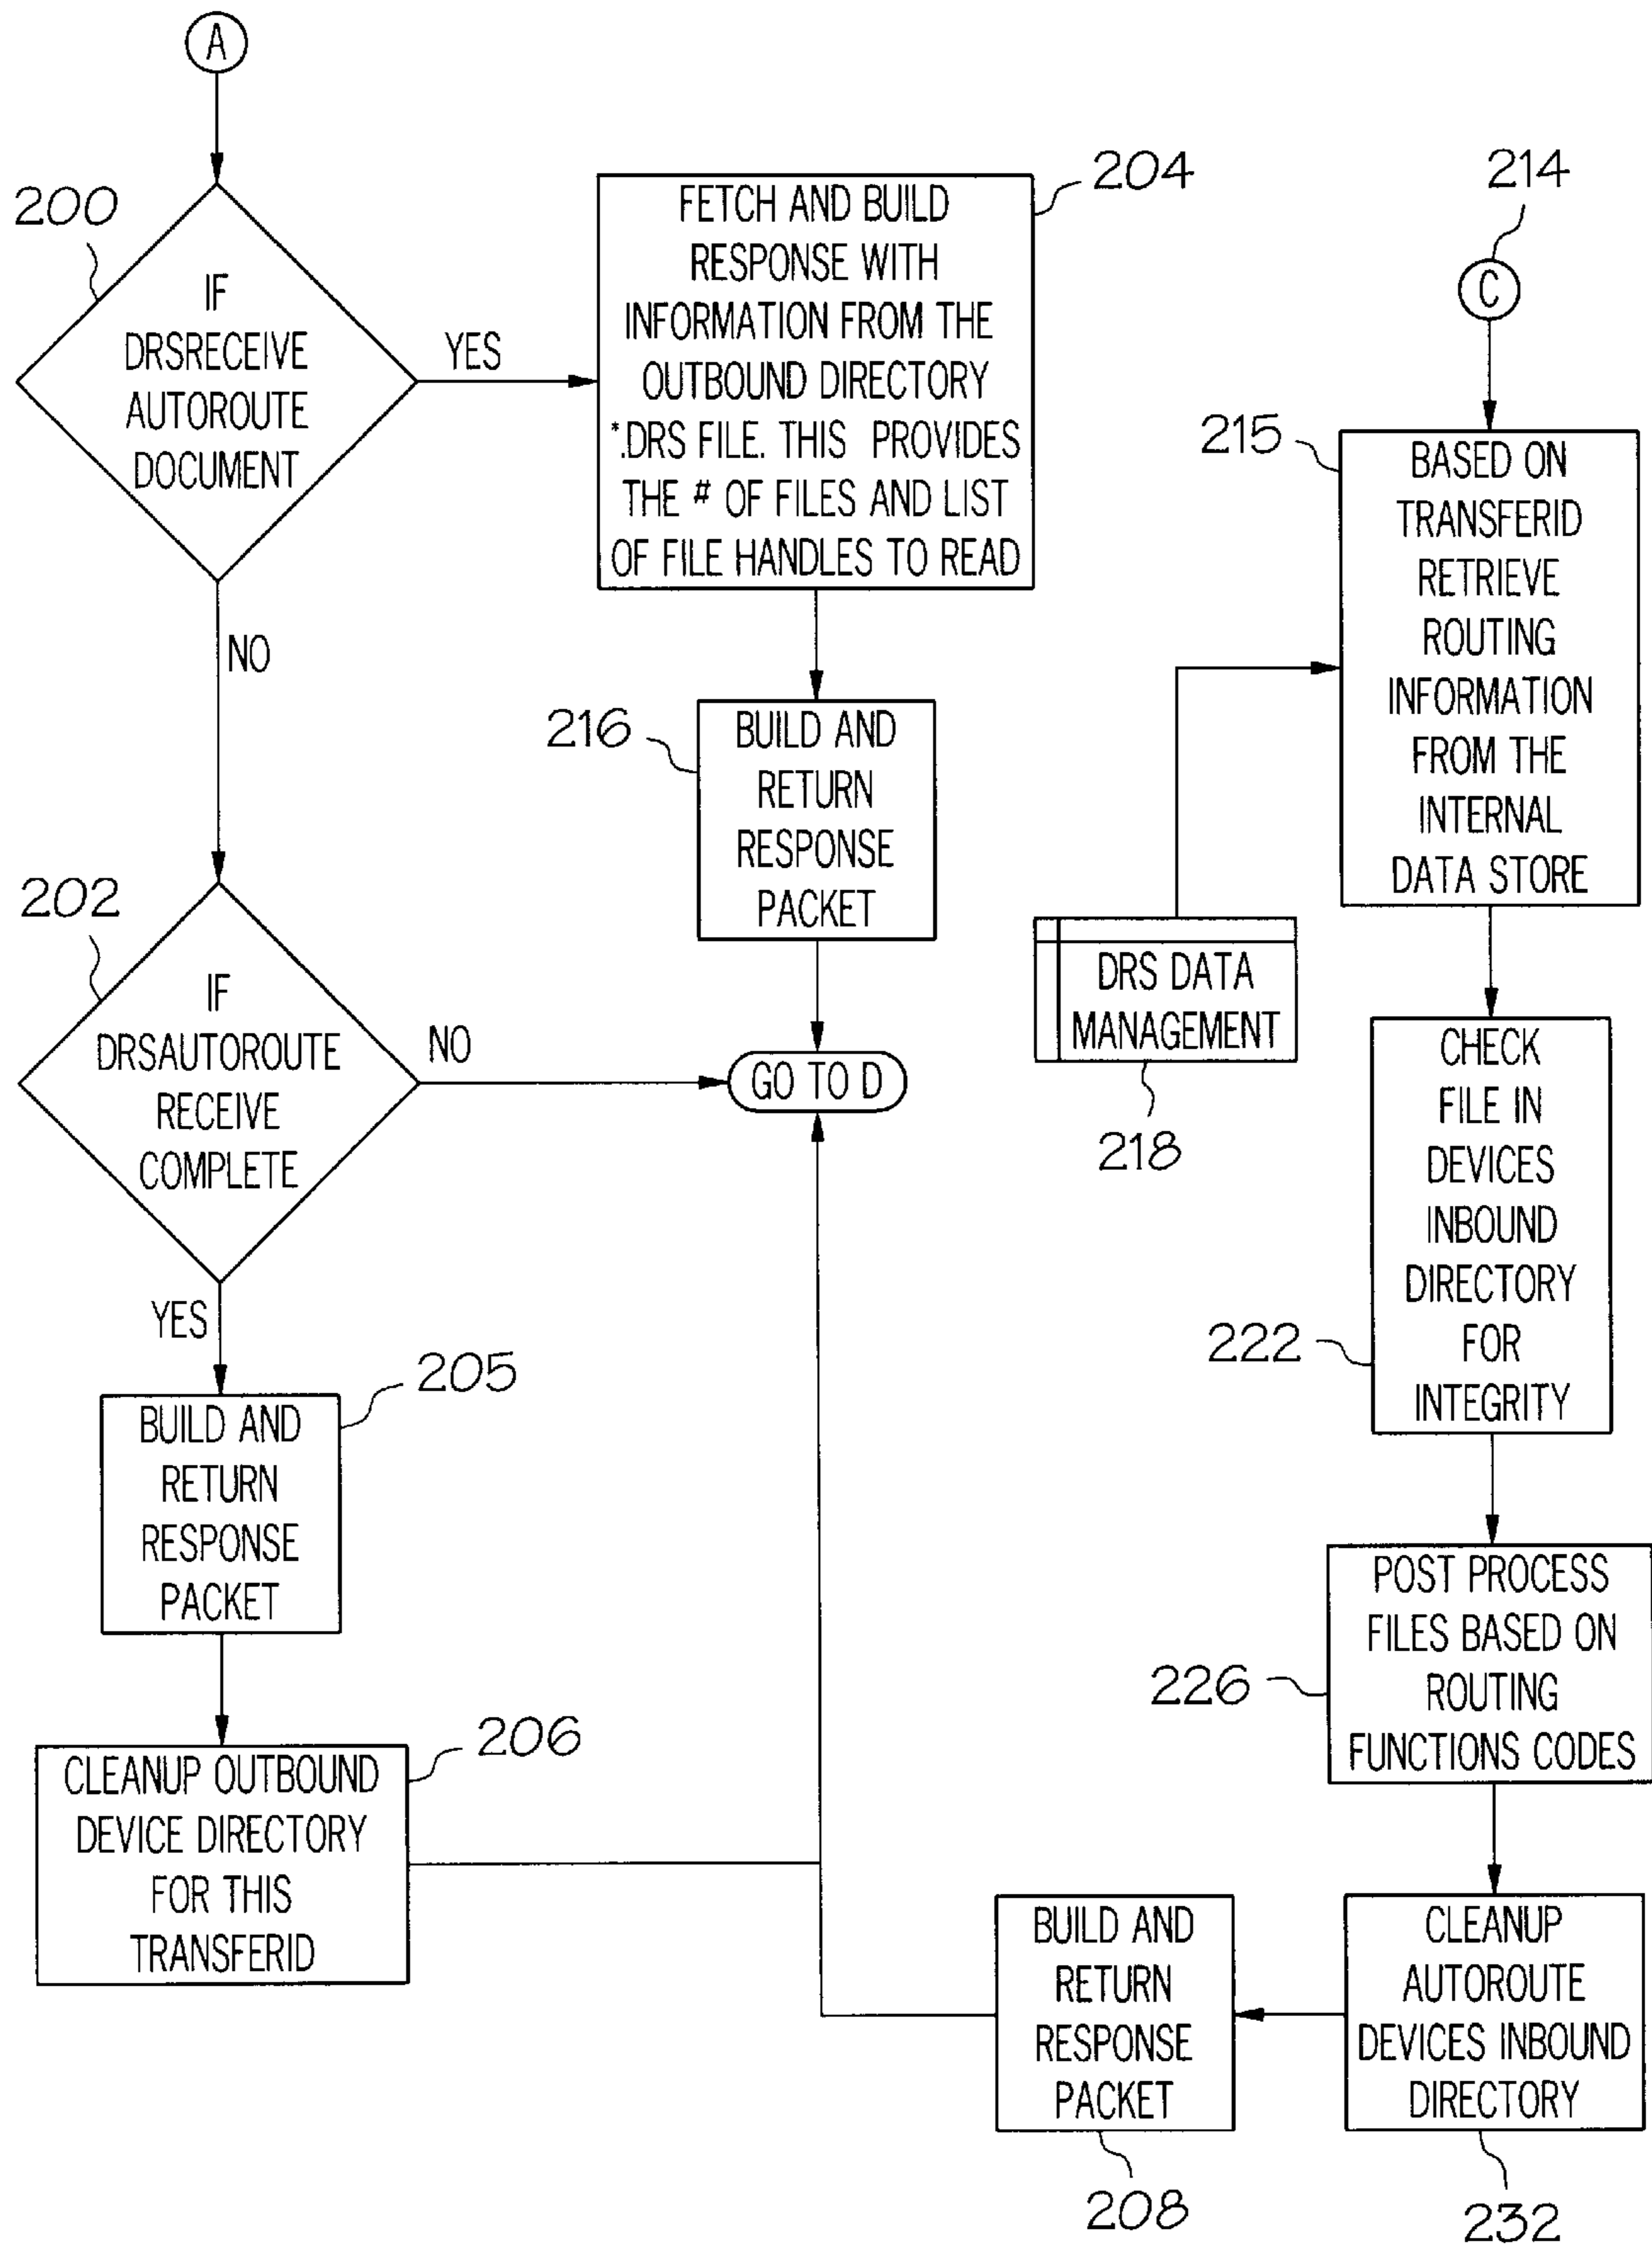 A
200
IF
DRSRECEIVE
AUTOROUTE
DOCUMENT
YES
NO
204
FETCH AND BUILD
RESPONSE WITH
INFORMATION FROM THE
OUTBOUND DIRECTORY
*.DRS FILE. THIS PROVIDES
THE # OF FILES AND LIST
OF FILE HANDLES TO READ
216
BUILD AND
RETURN
RESPONSE
PACKET
202
IF
DRSAUTOROUTE
RECEIVE
COMPLETE
NO
YES
GO TO D
205
BUILD AND
RETURN
RESPONSE
PACKET
206
CLEANUP OUTBOUND
DEVICE DIRECTORY
FOR THIS
TRANSFERID
214
C
215
BASED ON
TRANSFERID
RETRIEVE
ROUTING
INFORMATION
FROM THE
INTERNAL
DATA STORE
DRS DATA
MANAGEMENT
218
CHECK
FILE IN
DEVICES
INBOUND
DIRECTORY
FOR
INTEGRITY
222
POST PROCESS
FILES BASED ON
ROUTING
FUNCTIONS CODES
226
CLEANUP
AUTOROUTE
DEVICES INBOUND
DIRECTORY
232
BUILD AND
RETURN
RESPONSE
PACKET
208